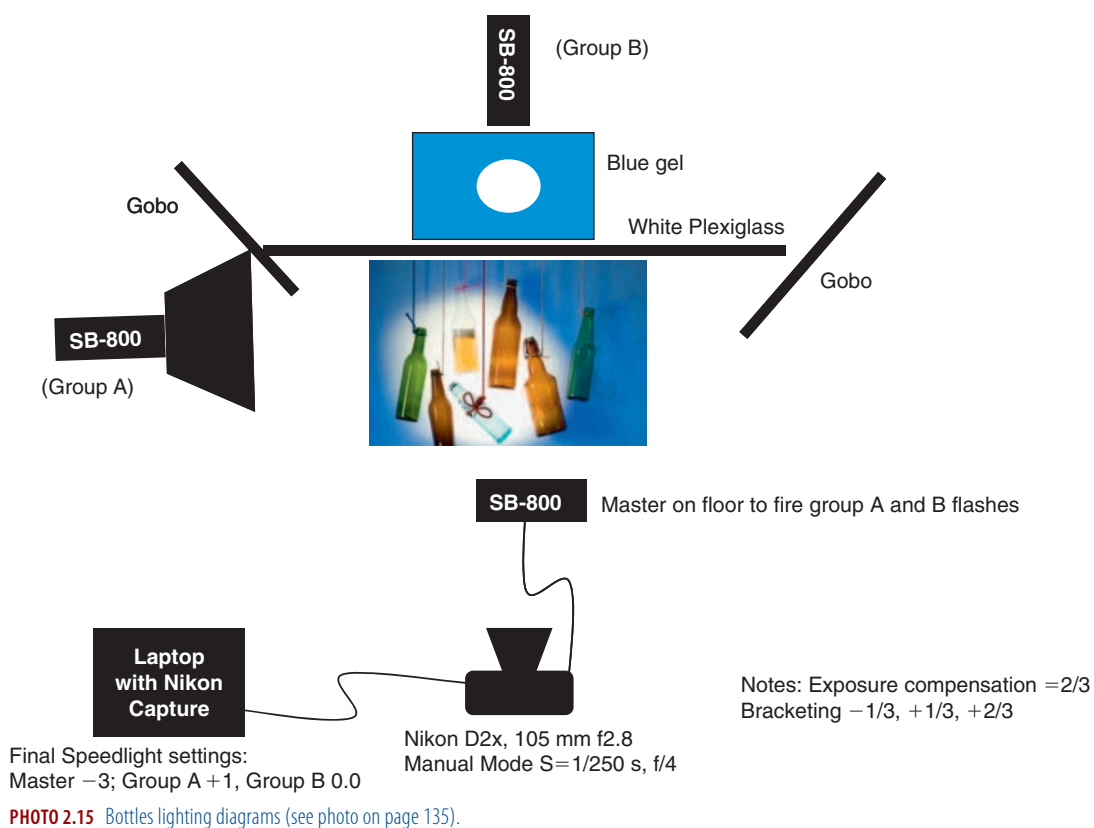 SB-800
(Group B)
Blue gel
Gobo
White Plexiglass
Gobo
SB-800
(Group A)
SB-800
Master on floor to fire group A and B flashes
Laptop
with Nikon
Capture
Notes: Exposure compensation =2/3
Bracketing −1/3, +1/3, +2/3
Nikon D2x, 105 mm f2.8
Manual Mode S=1/250 s, f/4
Final Speedlight settings:
Master −3; Group A +1, Group B 0.0
PHOTO 2.15 Bottles lighting diagrams (see photo on page 135).